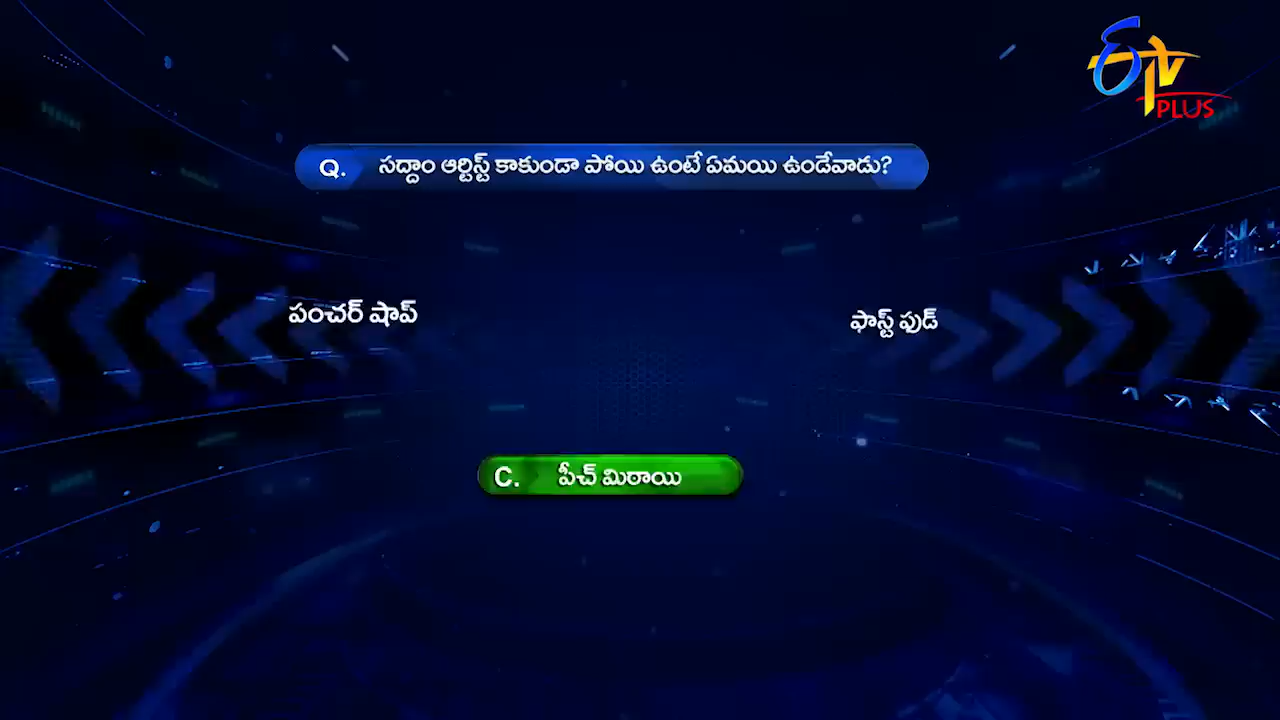 ETV
PLUS
Q. సద్దాం ఆర్టిస్ట్ కాకుండా పోయి ఉంటే ఏమయి ఉండేవాడు?
పంచర్ షాప్
ఫాస్ట్ ఫుడ్
C. పీచ్ మిఠాయి